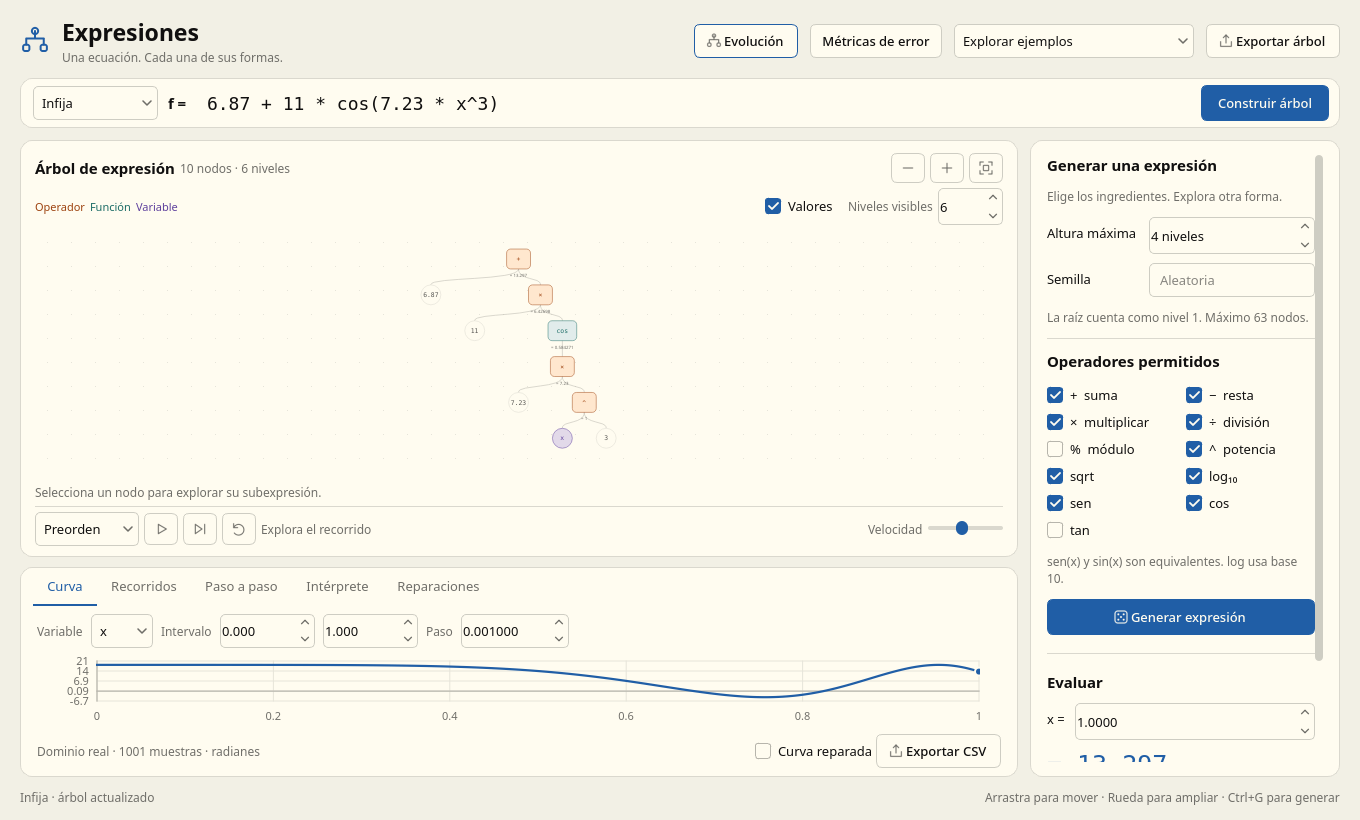 Expresiones
Una ecuación. Cada una de sus formas.
Evolución
Métricas de error
Explorar ejemplos
Exportar árbol
Infija
f = 6.87 + 11 * cos(7.23 * x^3)
Construir árbol
Árbol de expresión 10 nodos · 6 niveles
Operador Función Variable
Valores
Niveles visibles 6
+
6.87
×
11
cos
×
≈ 7.23
7.23
^
x
3
Selecciona un nodo para explorar su subexpresión.
Preorden
Explora el recorrido
Velocidad
Curva
Recorridos
Paso a paso
Intérprete
Reparaciones
Variable x Intervalo 0.000 1.000 Paso 0.001000
21
14
6.9
0.09
-6.7
0 0.2 0.4 0.6 0.8 1
Dominio real · 1001 muestras · radianes
Curva reparada
Exportar CSV
Generar una expresión
Elige los ingredientes. Explora otra forma.
Altura máxima 4 niveles
Semilla Aleatoria
La raíz cuenta como nivel 1. Máximo 63 nodos.
Operadores permitidos
+ suma
− resta
× multiplicar
÷ división
% módulo
^ potencia
sqrt
log₁₀
sen
cos
tan
sen(x) y sin(x) son equivalentes. log usa base
10.
Generar expresión
Evaluar
x = 1.0000
Infija · árbol actualizado
Arrastra para mover · Rueda para ampliar · Ctrl+G para generar